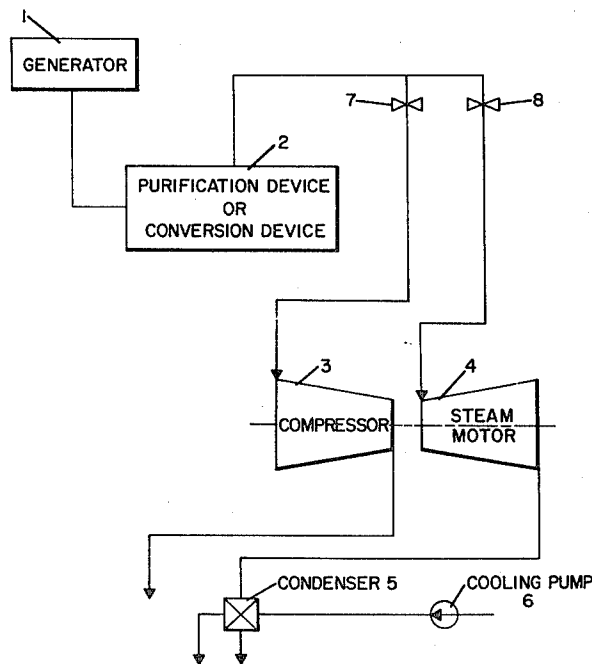 1
GENERATOR
2
PURIFICATION DEVICE
OR
CONVERSION DEVICE
7
8
3
COMPRESSOR
4
STEAM
MOTOR
CONDENSER 5
COOLING PUMP
6